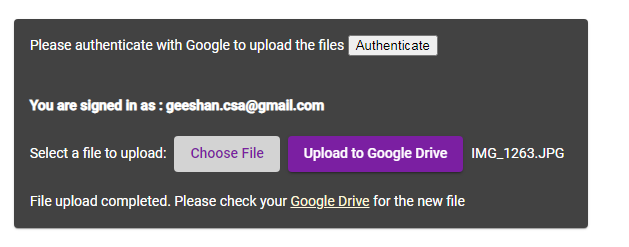 Please authenticate with Google to upload the files Authenticate
You are signed in as : geeshan.csa@gmail.com
Select a file to upload: Choose File Upload to Google Drive IMG_1263.JPG
File upload completed. Please check your Google Drive for the new file